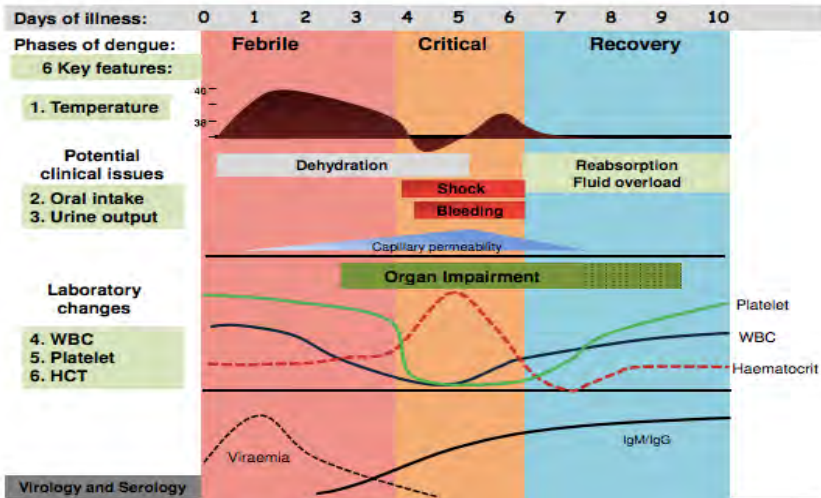 Days of illness: 0 1 2 3 4 5 6 7 8 9 10
Phases of dengue: Febrile Critical Recovery
6 Key features:
1. Temperature
40
38
Potential
clinical issues
2. Oral intake
3. Urine output
Dehydration
Shock
Bleeding
Reabsorption
Fluid overload
Capillary permeability
Organ Impairment
Laboratory
changes
4. WBC
5. Platelet
6. HCT
Platelet
WBC
Haematocrit
Viraemia
IgM/IgG
Virology and Serology